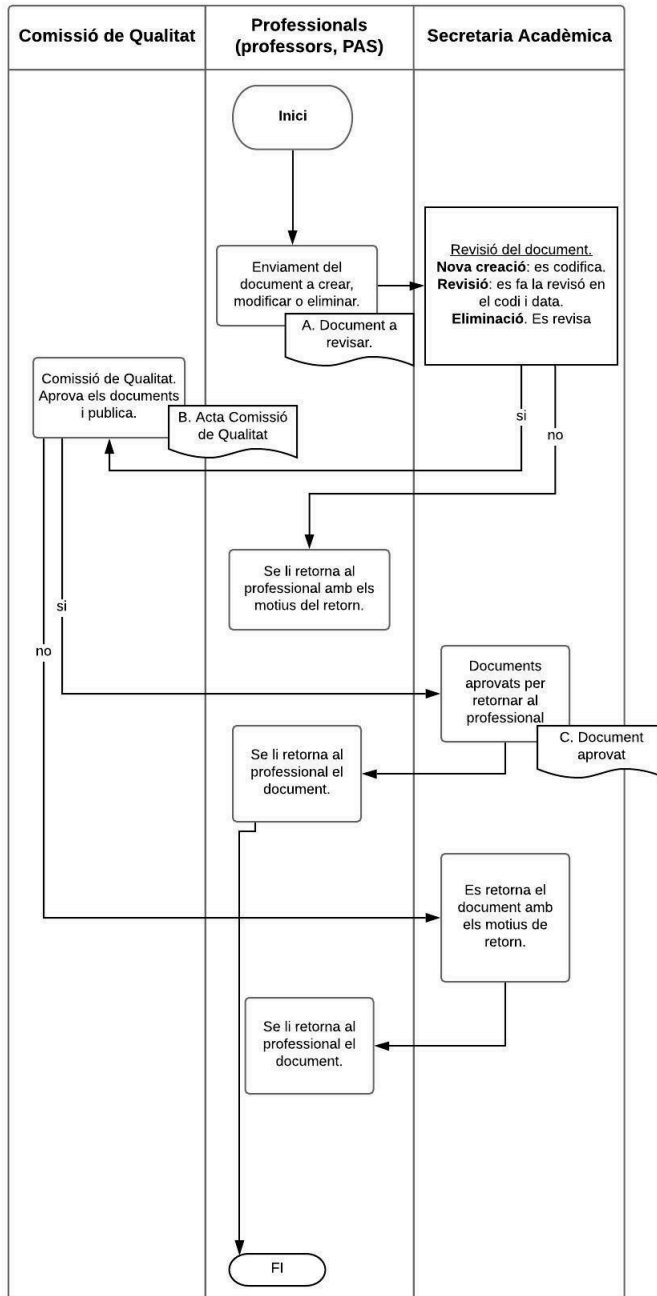 Comissió de Qualitat
Professionals
(professors, PAS)
Secretaria Acadèmica
Inici
Enviament del
document a crear,
modificar o eliminar.
A. Document a
revisar.
Revisió del document.
Nova creació: es codifica.
Revisió: es fa la revisó en
el codi i data.
Eliminació. Es revisa
Comissió de Qualitat.
Aprova els documents
i publica.
B. Acta Comissió
de Qualitat
si
no
Se li retorna al
professional amb els
motius del retorn.
si
no
Documents
aprovats per
retornar al
professional
C. Document
aprovat
Se li retorna al
professional el
document.
Es retorna el
document amb
els motius de
retorn.
Se li retorna al
professional el
document.
FI